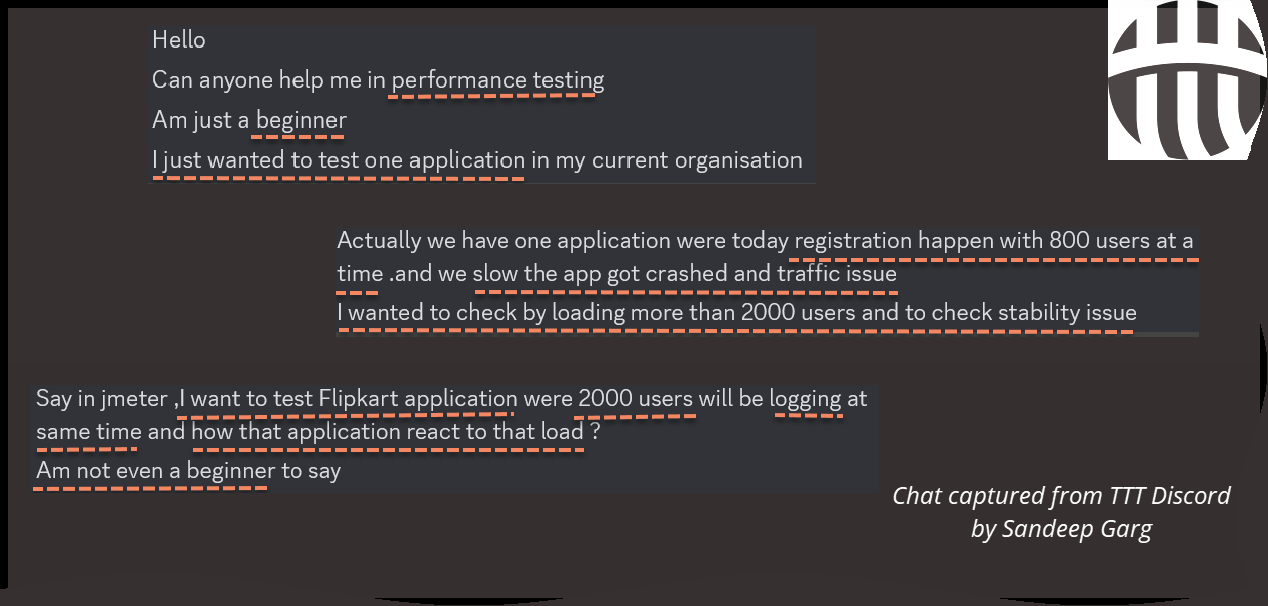 Hello
Can anyone help me in performance testing
Am just a beginner
I just wanted to test one application in my current organisation
Actually we have one application were today registration happen with 800 users at a
time .and we slow the app got crashed and traffic issue
I wanted to check by loading more than 2000 users and to check stability issue
Say in jmeter ,I want to test Flipkart application were 2000 users will be logging at
same time and how that application react to that load ?
Am not even a beginner to say
Chat captured from TTT Discord
by Sandeep Garg